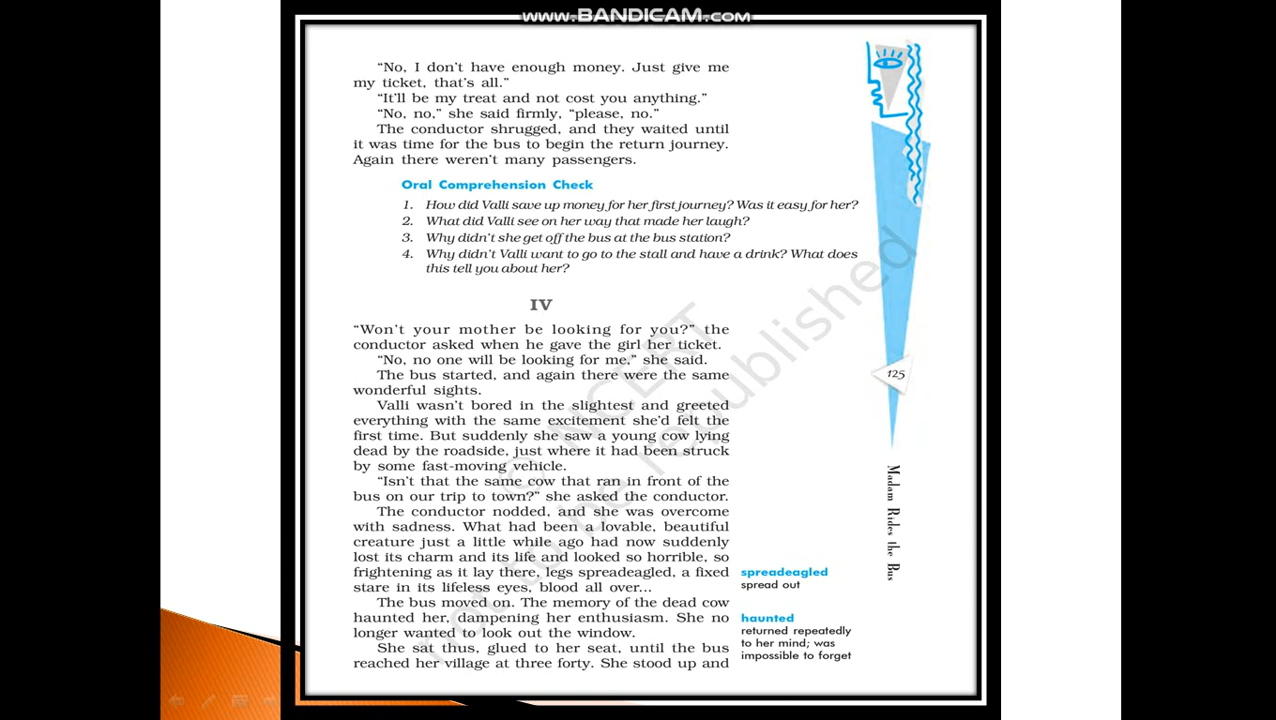 www.BANDICAM.com
“No, I don’t have enough money. Just give me
my ticket, that’s all.”
“It’ll be my treat and not cost you anything.”
“No, no,” she said firmly, “please, no.”
The conductor shrugged, and they waited until
it was time for the bus to begin the return journey.
Again there weren’t many passengers.
Oral Comprehension Check
1. How did Valli save up money for her first journey? Was it easy for her?
2. What did Valli see on her way that made her laugh?
3. Why didn’t she get off the bus at the bus station?
4. Why didn’t Valli want to go to the stall and have a drink? What does
this tell you about her?
IV
“Won’t your mother be looking for you?” the
conductor asked when he gave the girl her ticket.
“No, no one will be looking for me,” she said.
The bus started, and again there were the same
wonderful sights.
Valli wasn’t bored in the slightest and greeted
everything with the same excitement she’d felt the
first time. But suddenly she saw a young cow lying
dead by the roadside, just where it had been struck
by some fast-moving vehicle.
“Isn’t that the same cow that ran in front of the
bus on our trip to town?” she asked the conductor.
The conductor nodded, and she was overcome
with sadness. What had been a lovable, beautiful
creature just a little while ago had now suddenly
lost its charm and its life and looked so horrible, so
frightening as it lay there, legs spreadeagled, a fixed
stare in its lifeless eyes, blood all over...
The bus moved on. The memory of the dead cow
haunted her, dampening her enthusiasm. She no
longer wanted to look out the window.
She sat thus, glued to her seat, until the bus
reached her village at three forty. She stood up and
spreadeagled
spread out
haunted
returned repeatedly
to her mind; was
impossible to forget
125
Madam Rides the Bus
© NCERT
not to be republished